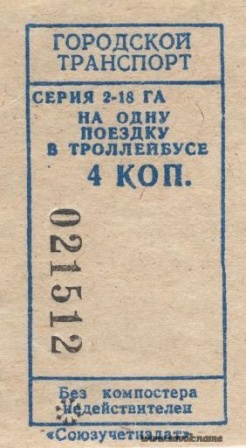 ГОРОДСКОЙ
ТРАНСПОРТ
СЕРИЯ 2-18 ГА
НА ОДНУ
ПОЕЗДКУ
В ТРОЛЛЕЙБУСЕ
4 КОП.
021512
Без компостера
недействителен
«Союзучетиздат»